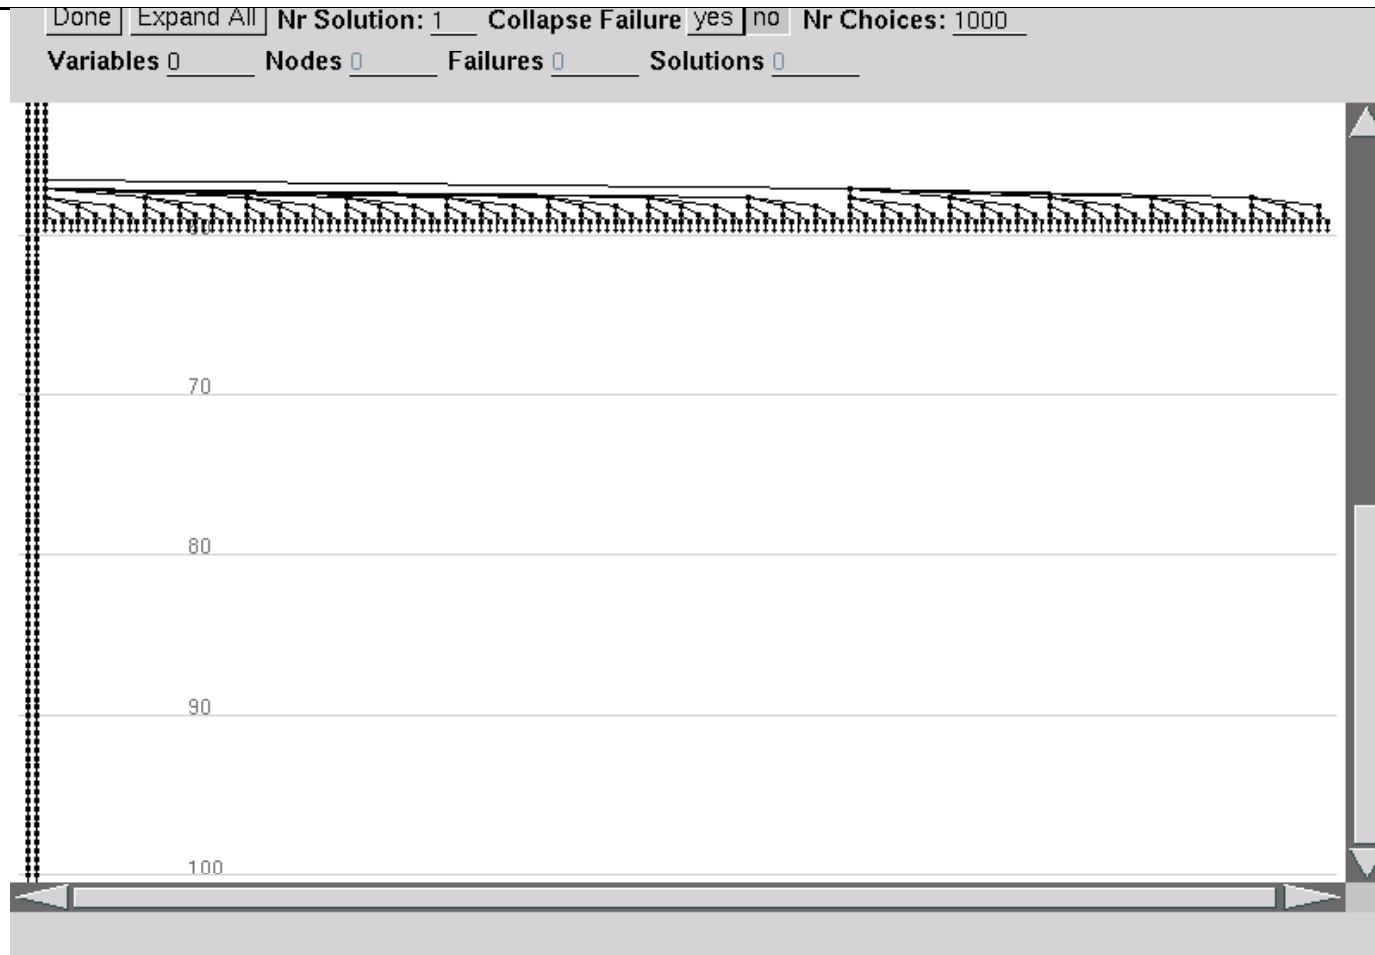 Done Expand All Nr Solution: 1 Collapse Failure yes no Nr Choices: 1000
Variables 0 Nodes 0 Failures 0 Solutions 0
60
70
80
90
100